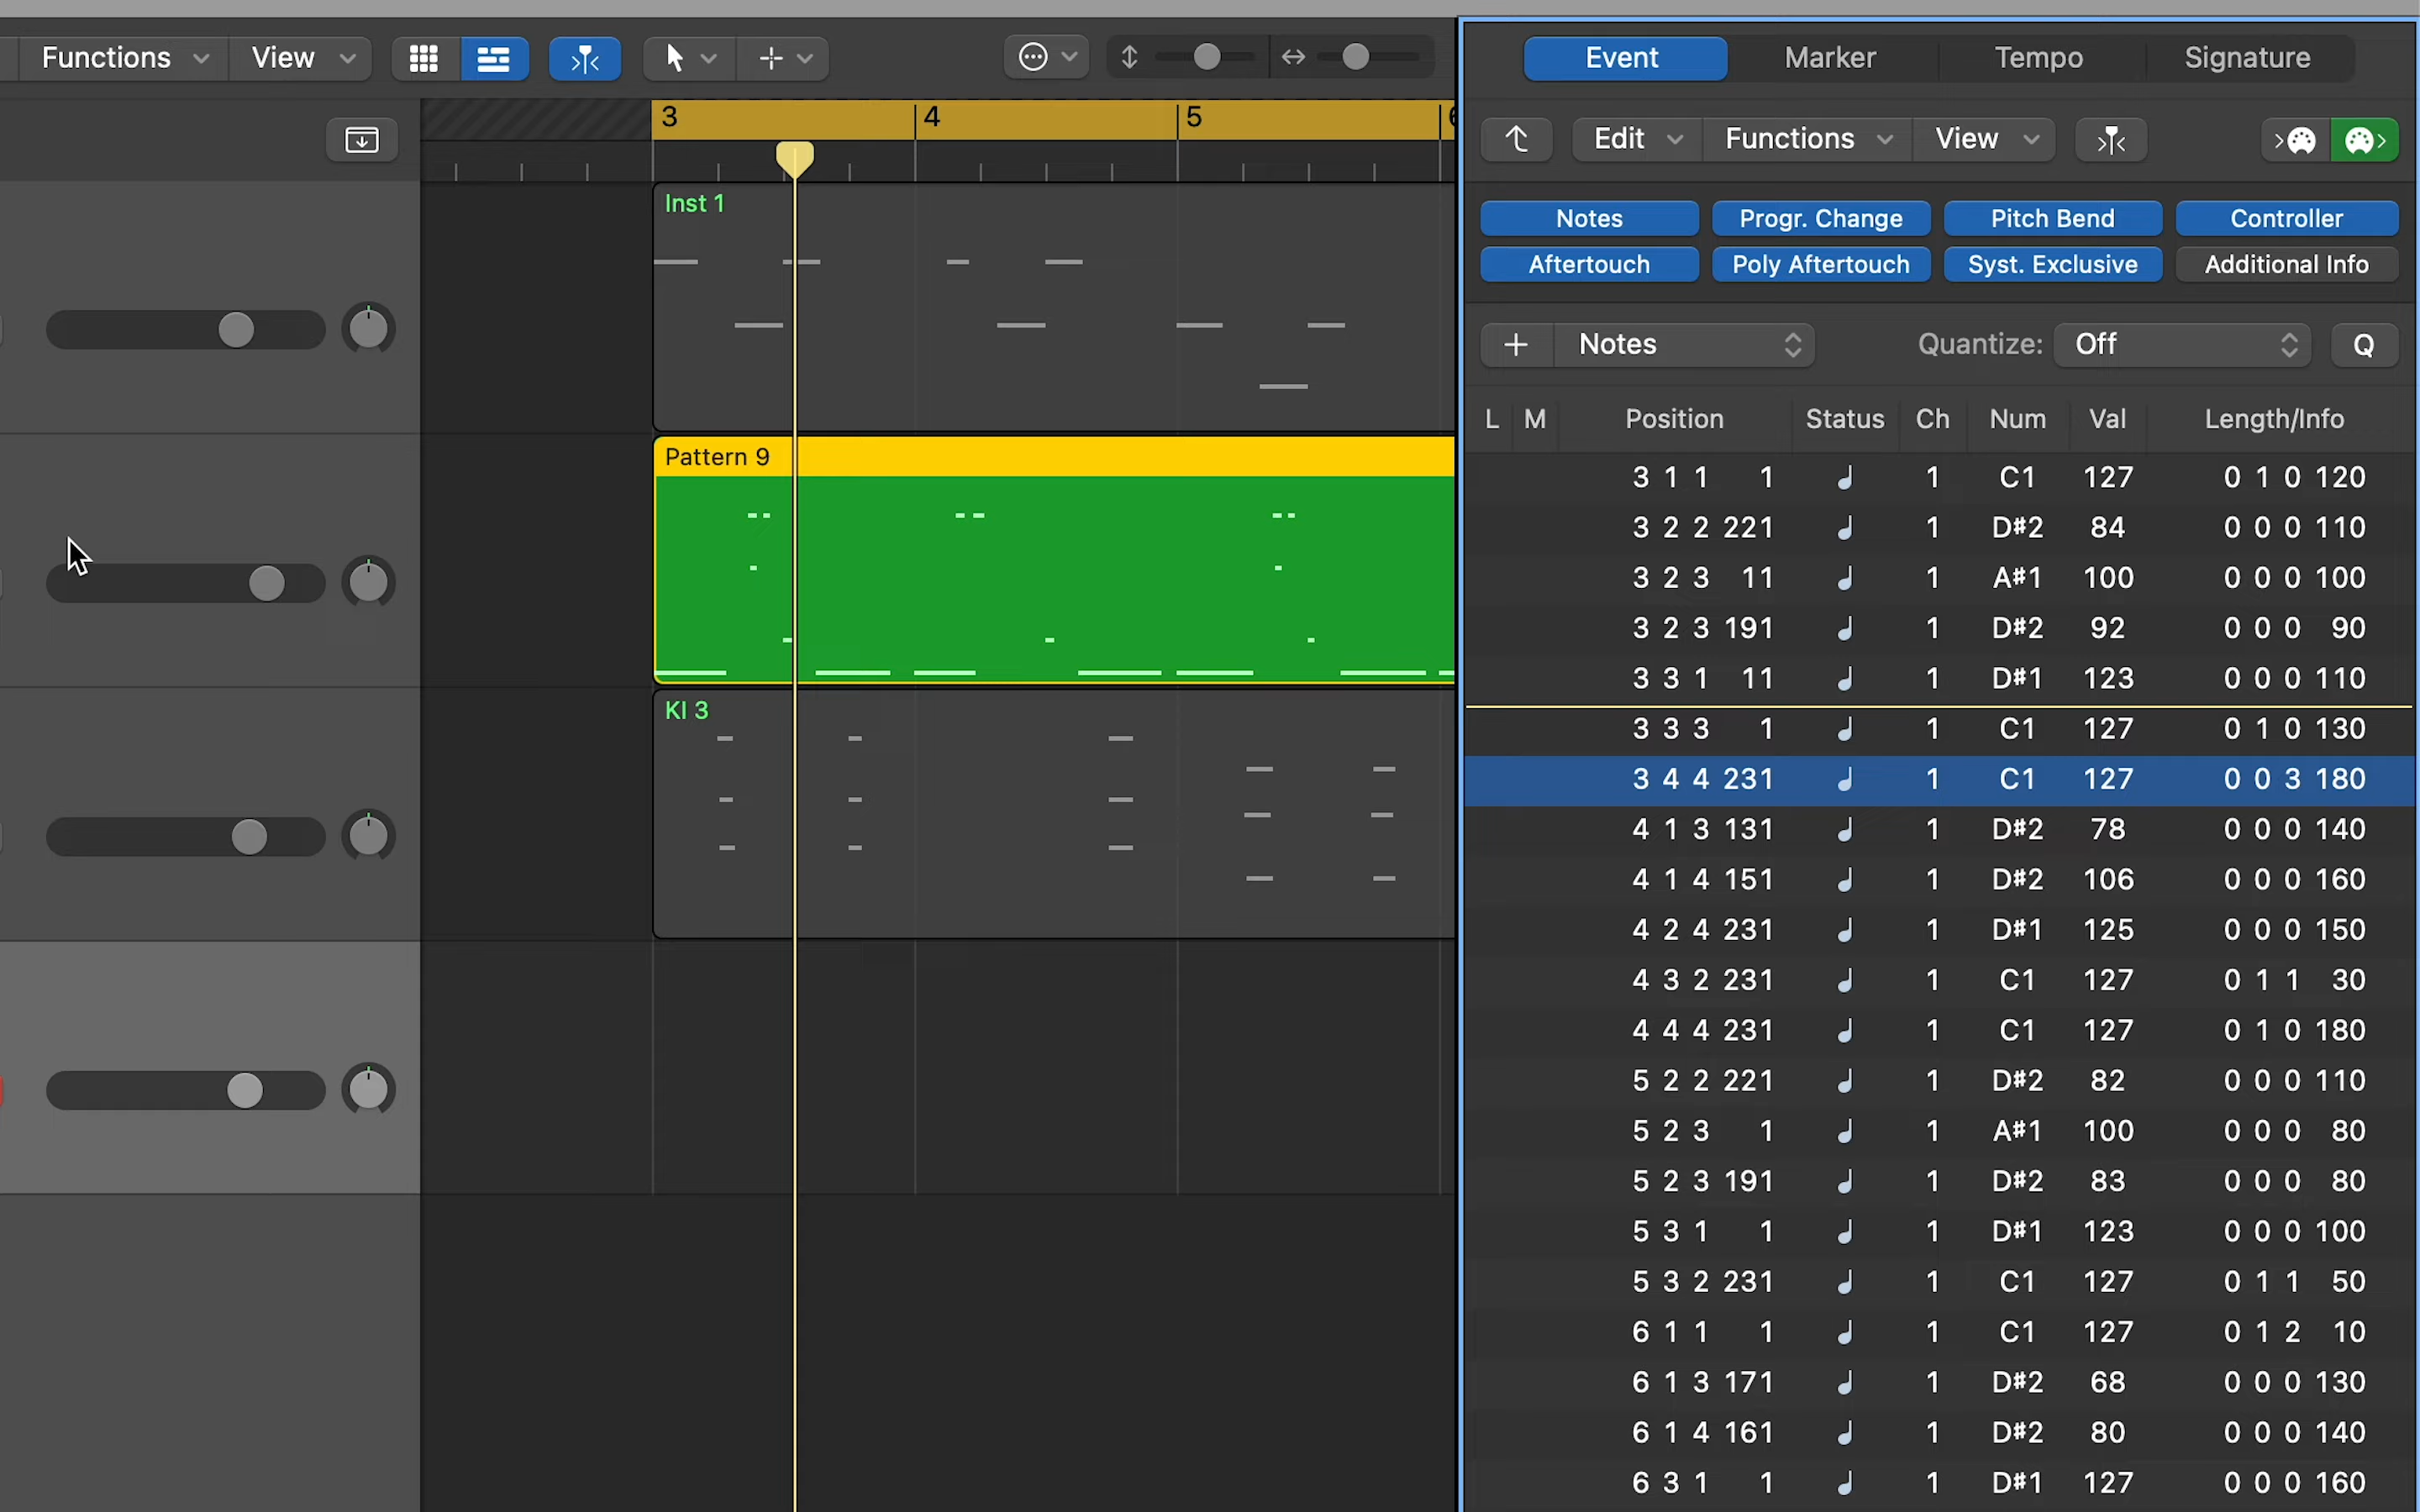 Functions View
Event Marker Tempo Signature
3 4 5
Edit Functions View
Inst 1
Notes Progr. Change Pitch Bend Controller
Aftertouch Poly Aftertouch Syst. Exclusive Additional Info
+ Notes Quantize: Off Q
L M Position Status Ch Num Val Length/Info
Pattern 9
KI 3
3 1 1 1 1 C1 127 0 1 0 120
3 2 2 221 1 D#2 84 0 0 0 110
3 2 3 11 1 A#1 100 0 0 0 100
3 2 3 191 1 D#2 92 0 0 0 90
3 3 1 11 1 D#1 123 0 0 0 110
3 3 3 1 1 C1 127 0 1 0 130
3 4 4 231 1 C1 127 0 0 3 180
4 1 3 131 1 D#2 78 0 0 0 140
4 1 4 151 1 D#2 106 0 0 0 160
4 2 4 231 1 D#1 125 0 0 0 150
4 3 2 231 1 C1 127 0 1 1 30
4 4 4 231 1 C1 127 0 1 0 180
5 2 2 221 1 D#2 82 0 0 0 110
5 2 3 1 1 A#1 100 0 0 0 80
5 2 3 191 1 D#2 83 0 0 0 80
5 3 1 1 1 D#1 123 0 0 0 100
5 3 2 231 1 C1 127 0 1 1 50
6 1 1 1 1 C1 127 0 1 2 10
6 1 3 171 1 D#2 68 0 0 0 130
6 1 4 161 1 D#2 80 0 0 0 140
6 3 1 1 1 D#1 127 0 0 0 160